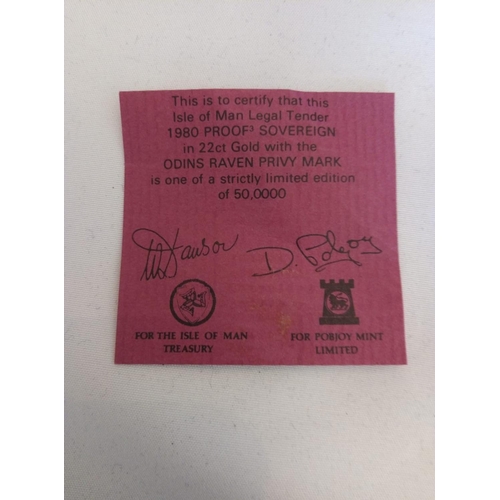 This is to certify that this
Isle of Man Legal Tender
1980 PROOF³ SOVEREIGN
in 22ct Gold with the
ODINS RAVEN PRIVY MARK
is one of a strictly limited edition
of 50,0000
D. Pobjoy
FOR THE ISLE OF MAN
TREASURY
FOR POBJOY MINT
LIMITED